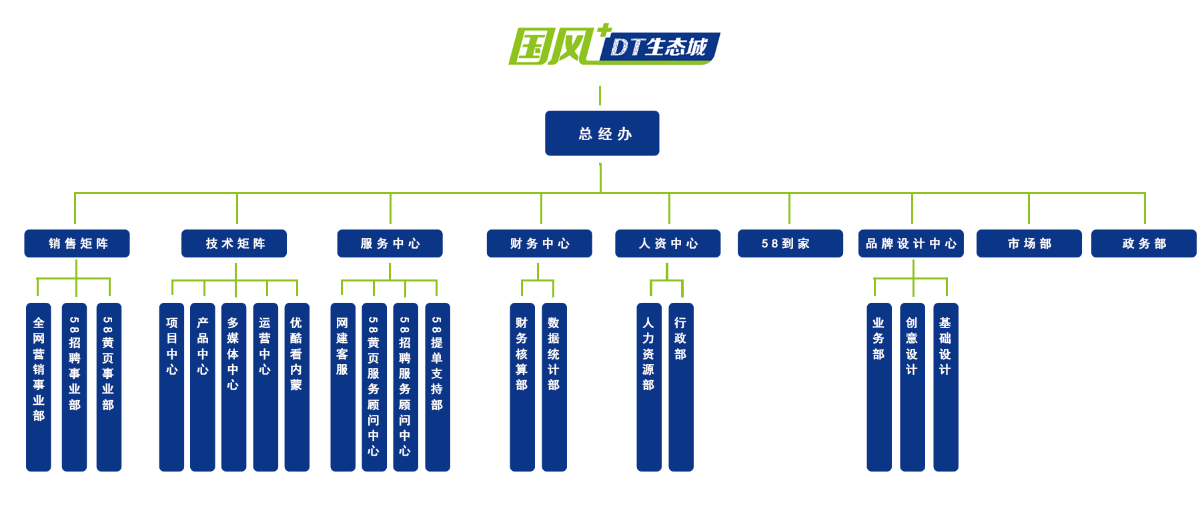 国风+DT生态城
总经办
销售矩阵
技术矩阵
服务中心
财务中心
人资中心
58到家
品牌设计中心
市场部
政务部
全网营销事业部
58招聘事业部
58黄页事业部
项目中心
产品中心
多媒体中心
运营中心
优酷看内蒙
网建客服
58黄页服务顾问中心
58招聘服务顾问中心
58提单支持部
财务核算部
数据统计部
人力资源部
行政部
业务部
创意设计
基础设计